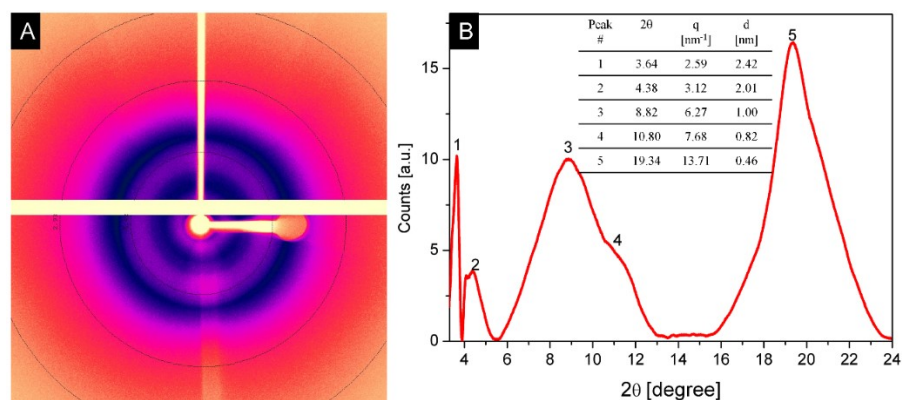 A
B
Peak # 2θ q [nm⁻¹] d [nm]
1 3.64 2.59 2.42
2 4.38 3.12 2.01
3 8.82 6.27 1.00
4 10.80 7.68 0.82
5 19.34 13.71 0.46
1
2
3
4
5
15
10
5
0
Counts [a.u.]
4 6 8 10 12 14 16 18 20 22 24
2θ [degree]